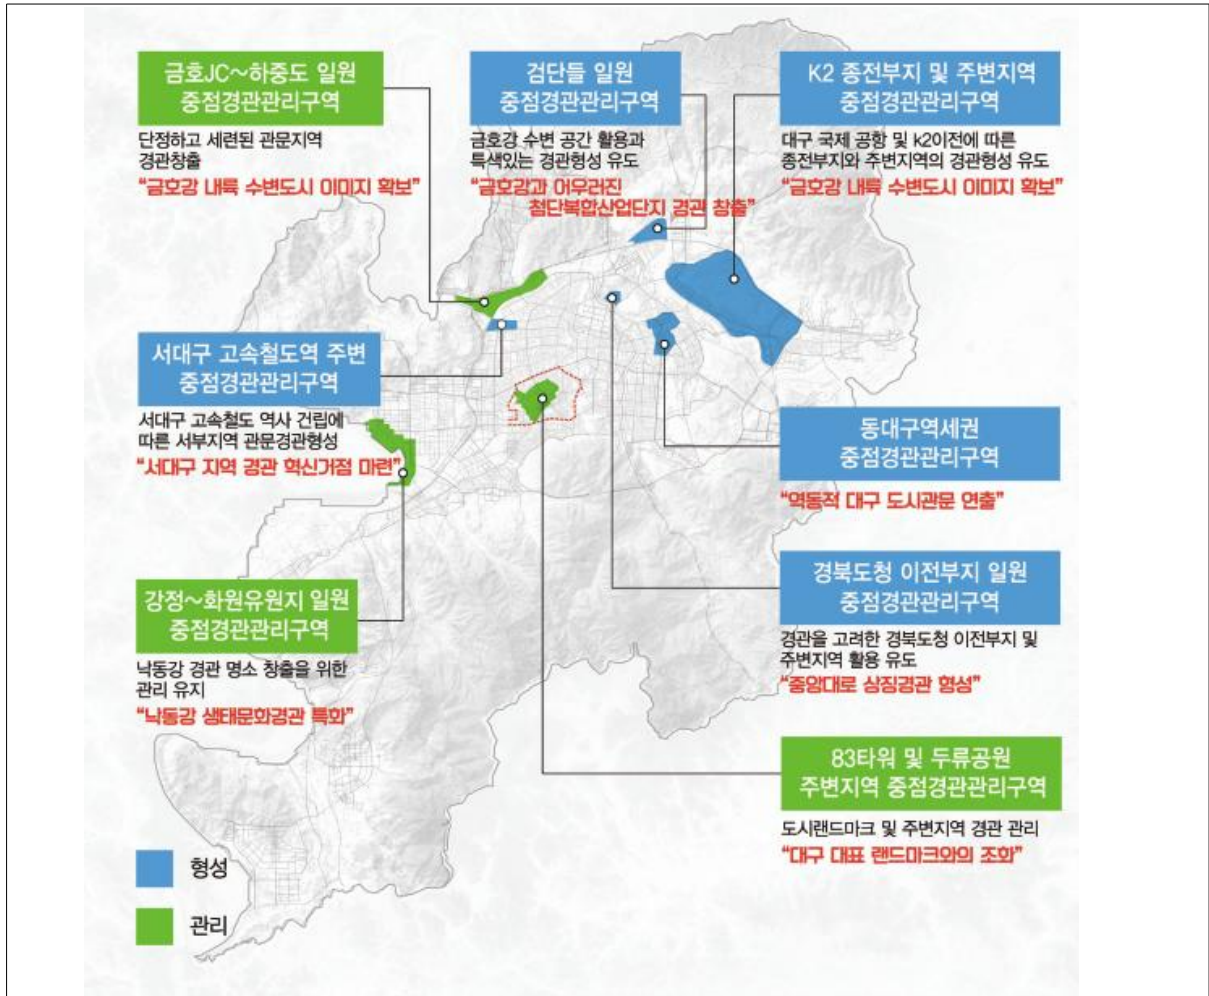 금호JC~하중도 일원
중점경관관리구역
단정하고 세련된 관문지역
경관창출
“금호강 내륙 수변도시 이미지 확보”
검단들 일원
중점경관관리구역
금호강 수변 공간 활용과
특색있는 경관형성 유도
“금호강과 어우러진
첨단복합산업단지 경관 창출”
K2 종전부지 및 주변지역
중점경관관리구역
대구 국제 공항 및 k2이전에 따른
종전부지와 주변지역의 경관형성 유도
“금호강 내륙 수변도시 이미지 확보”
서대구 고속철도역 주변
중점경관관리구역
서대구 고속철도 역사 건립에
따른 서부지역 관문경관형성
“서대구 지역 경관 혁신거점 마련”
동대구역세권
중점경관관리구역
“역동적 대구 도시관문 연출”
강정~화원유원지 일원
중점경관관리구역
낙동강 경관 명소 창출을 위한
관리 유지
“낙동강 생태문화경관 특화”
경북도청 이전부지 일원
중점경관관리구역
경관을 고려한 경북도청 이전부지 및
주변지역 활용 유도
“중앙대로 상징경관 형성”
83타워 및 두류공원
주변지역 중점경관관리구역
도시랜드마크 및 주변지역 경관 관리
“대구 대표 랜드마크와의 조화”
형성
관리